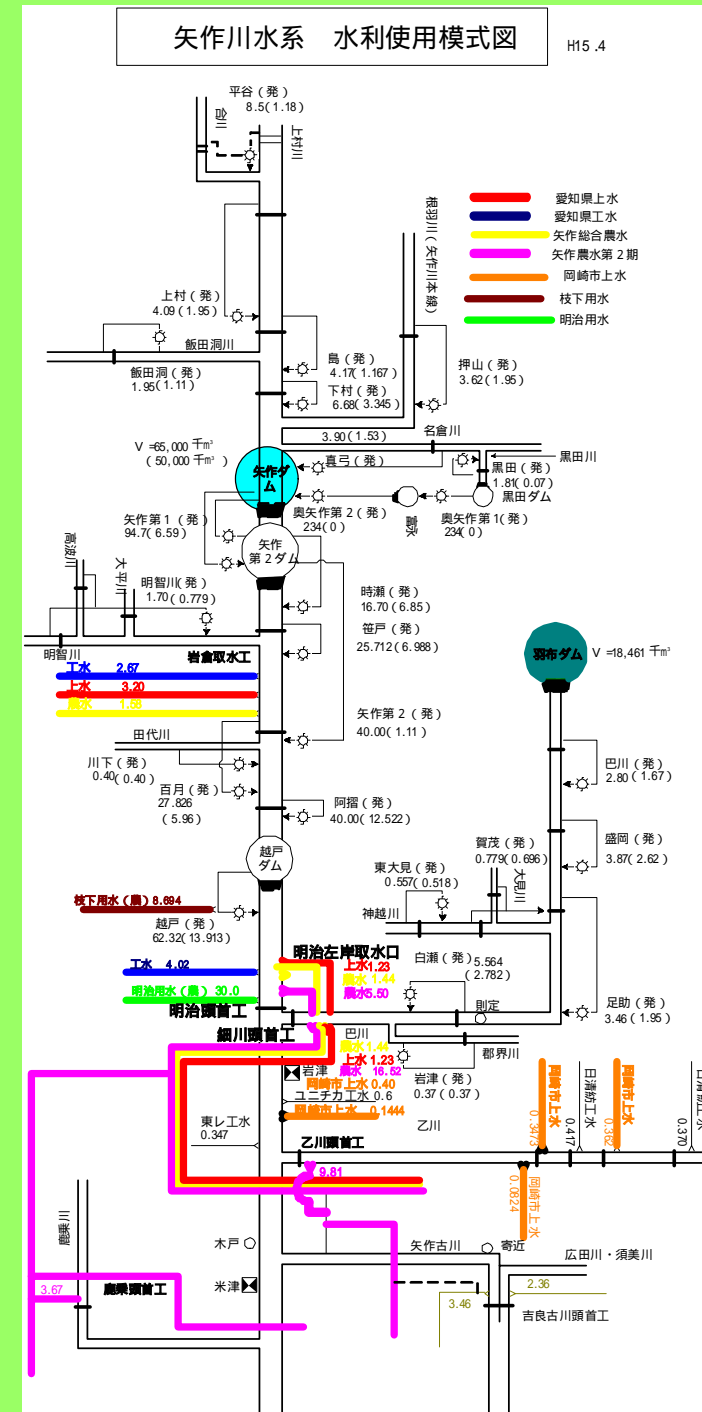 矢作川水系 水利使用模式図
H15 .4
平谷 ( 発 )
8.5( 1.18 )
合川
上村川
根羽川 ( 矢作川本線 )
愛知県上水
愛知県工水
矢作総合農水
矢作農水第 2 期
岡崎市上水
枝下用水
明治用水
上村 ( 発 )
4.09 ( 1.95 )
飯田洞川
飯田洞 ( 発 )
1.95( 1.11 )
島 ( 発 )
4.17( 1.167 )
下村 ( 発 )
6.68 ( 3.345 )
押山 ( 発 )
3.62 ( 1.95 )
3.90 ( 1.53 )
名倉川
真弓 ( 発 )
黒田川
黒田 ( 発 )
1.81( 0.07 )
黒田ダム
V =65,000 千m³
( 50,000 千m³ )
矢作ダム
富永
奥矢作第 2 ( 発 )
234( 0 )
奥矢作第 1( 発 )
234( 0 )
矢作第 1 ( 発 )
94.7( 6.59 )
矢作
第 2 ダム
高波川
大平川
明智川( 発 )
1.70 ( 0.779 )
明智川
時瀬 ( 発 )
16.70 ( 6.85 )
笹戸 ( 発 )
25.712 ( 6.988 )
岩倉取水工
工水 2.67
上水 3.20
羽布ダム
V =18,461 千m³
矢作第 2 ( 発 )
40.00 ( 1.11 )
田代川
川下 ( 発 )
0.40 ( 0.40 )
百月 ( 発 )
27.826
( 5.96 )
阿摺 ( 発 )
40.00( 12.522 )
巴川 ( 発 )
2.80 ( 1.67 )
盛岡 ( 発 )
3.87( 2.62 )
賀茂 ( 発 )
0.779 ( 0.696 )
大見川
東大見 ( 発 )
0.557 ( 0.518 )
神越川
越戸
ダム
枝下用水 ( 農 ) 8.694
越戸 ( 発 )
62.32( 13.913 )
白瀬 ( 発 )
5.564
( 2.782 )
足助 ( 発 )
3.46 ( 1.95 )
明治左岸取水口
上水1.23
農水 1.44
農水5.50
工水 4.02
明治用水 ( 農 ) 30.0
明治頭首工
細川頭首工
則定
巴川
郡界川
農水 1.44
上水 1.23
農水 16.52
岩津
岡崎市上水 0.40
岩津 ( 発 )
0.37 ( 0.37 )
ユニチカ工水 0.6
岡崎市上水 0.1444
乙川
岡崎市上水
0.3473
日清紡工水
0.417
岡崎市上水
0.362
日清紡工水
0.370
東レ工水
0.347
乙川頭首工
9.81
岡崎市上水
0.0824
鹿乗川
木戸
矢作古川
寄近
広田川・須美川
米津
3.67
鹿乗頭首工
3.46
2.36
吉良古川頭首工